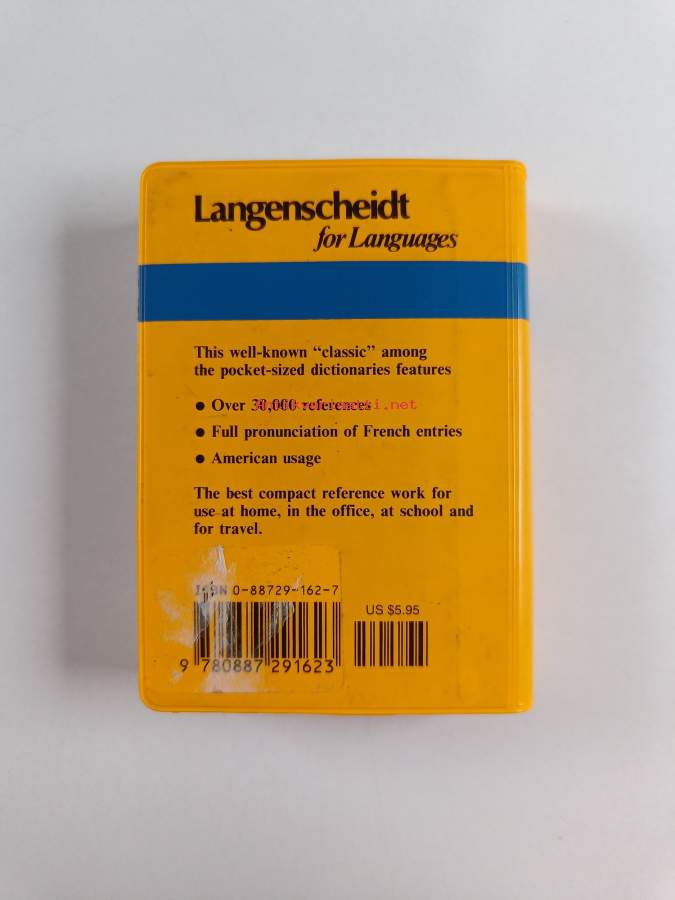 Langenscheidt
for Languages
This well-known “classic” among
the pocket-sized dictionaries features
● Over references
● Full pronunciation of French entries
● American usage
The best compact reference work for
use at home, in the office, at school and
for travel.
ISBN 0-88729-162-7
US $5.95
9 780887 291623